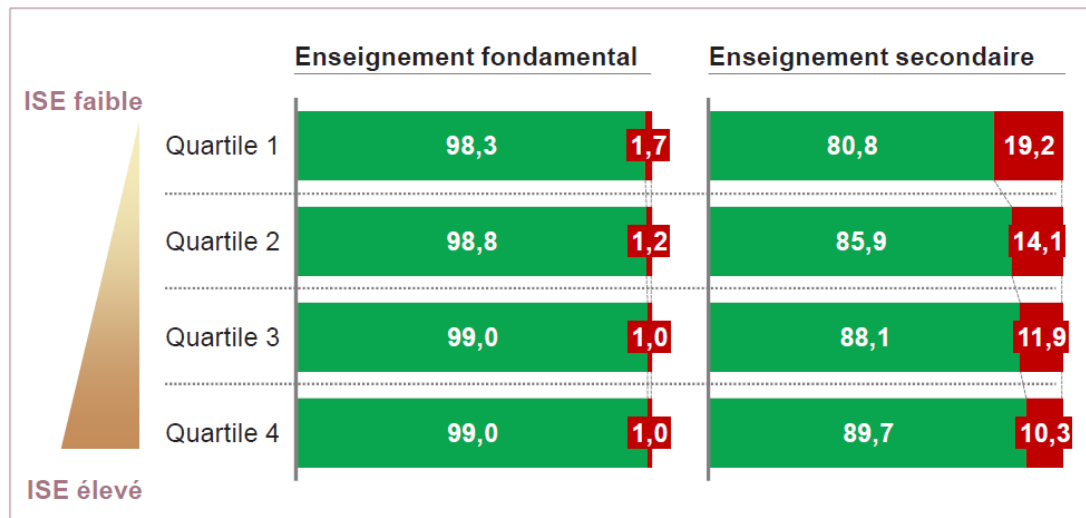 Enseignement fondamental Enseignement secondaire
ISE faible
Quartile 1 98,3 1,7 80,8 19,2
Quartile 2 98,8 1,2 85,9 14,1
Quartile 3 99,0 1,0 88,1 11,9
Quartile 4 99,0 1,0 89,7 10,3
ISE élevé